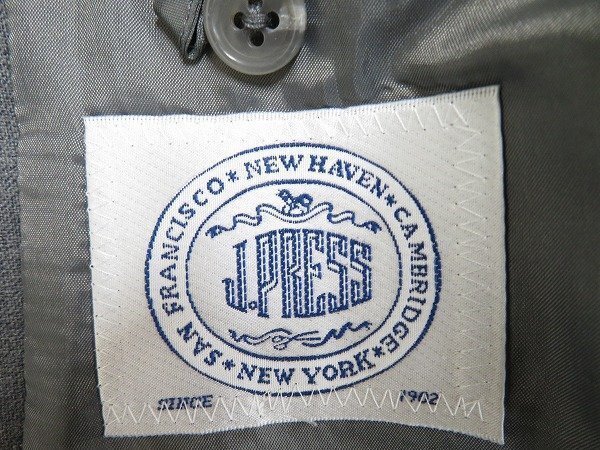 SAN FRANCISCO * NEW HAVEN * CAMBRIDGE * NEW YORK *
J.PRESS
SINCE 1902